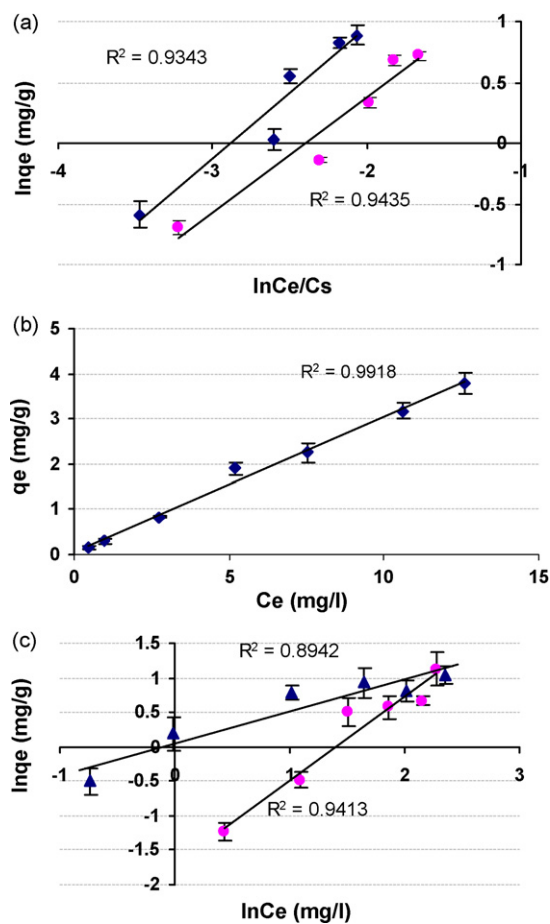 (a)
R² = 0.9343
1
0.5
0
-4 -3 -2 -1
-0.5
-1
R² = 0.9435
lnqe (mg/g)
lnCe/Cs
(b)
5
4
3
2
1
0
R² = 0.9918
qe (mg/g)
0 5 10 15
Ce (mg/l)
(c)
1.5
1
0.5
0
-0.5
-1
-1.5
-2
R² = 0.8942
R² = 0.9413
lnqe (mg/g)
-1 0 1 2 3
lnCe (mg/l)